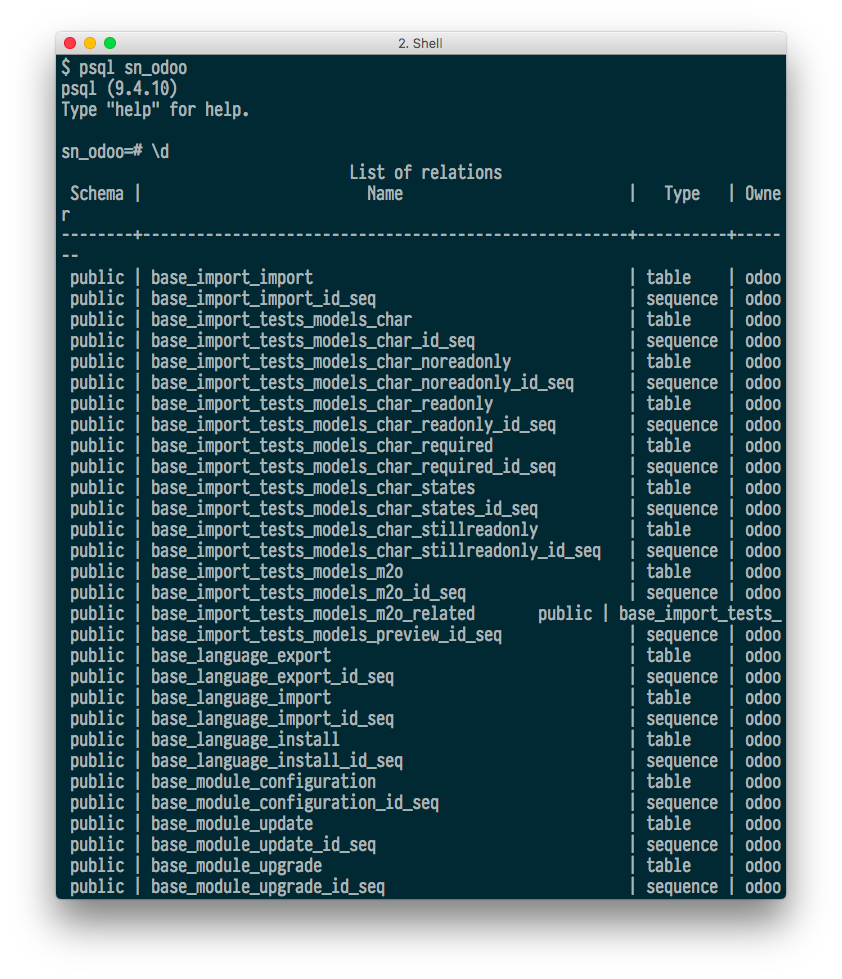 2. Shell
$ psql sn_odoo
psql (9.4.10)
Type "help" for help.
sn_odoo=# \d
List of relations
Schema | Name | Type | Owne
r
--------+------------------------------------------------------+----------+-----
--
public | base_import_import | table | odoo
public | base_import_import_id_seq | sequence | odoo
public | base_import_tests_models_char | table | odoo
public | base_import_tests_models_char_id_seq | sequence | odoo
public | base_import_tests_models_char_noreadonly | table | odoo
public | base_import_tests_models_char_noreadonly_id_seq | sequence | odoo
public | base_import_tests_models_char_readonly | table | odoo
public | base_import_tests_models_char_readonly_id_seq | sequence | odoo
public | base_import_tests_models_char_required | table | odoo
public | base_import_tests_models_char_required_id_seq | sequence | odoo
public | base_import_tests_models_char_states | table | odoo
public | base_import_tests_models_char_states_id_seq | sequence | odoo
public | base_import_tests_models_char_stillreadonly | table | odoo
public | base_import_tests_models_char_stillreadonly_id_seq | sequence | odoo
public | base_import_tests_models_m2o | table | odoo
public | base_import_tests_models_m2o_id_seq | sequence | odoo
public | base_import_tests_models_m2o_related public | base_import_tests_
public | base_import_tests_models_preview_id_seq | sequence | odoo
public | base_language_export | table | odoo
public | base_language_export_id_seq | sequence | odoo
public | base_language_import | table | odoo
public | base_language_import_id_seq | sequence | odoo
public | base_language_install | table | odoo
public | base_language_install_id_seq | sequence | odoo
public | base_module_configuration | table | odoo
public | base_module_configuration_id_seq | sequence | odoo
public | base_module_update | table | odoo
public | base_module_update_id_seq | sequence | odoo
public | base_module_upgrade | table | odoo
public | base_module_upgrade_id_seq | sequence | odoo